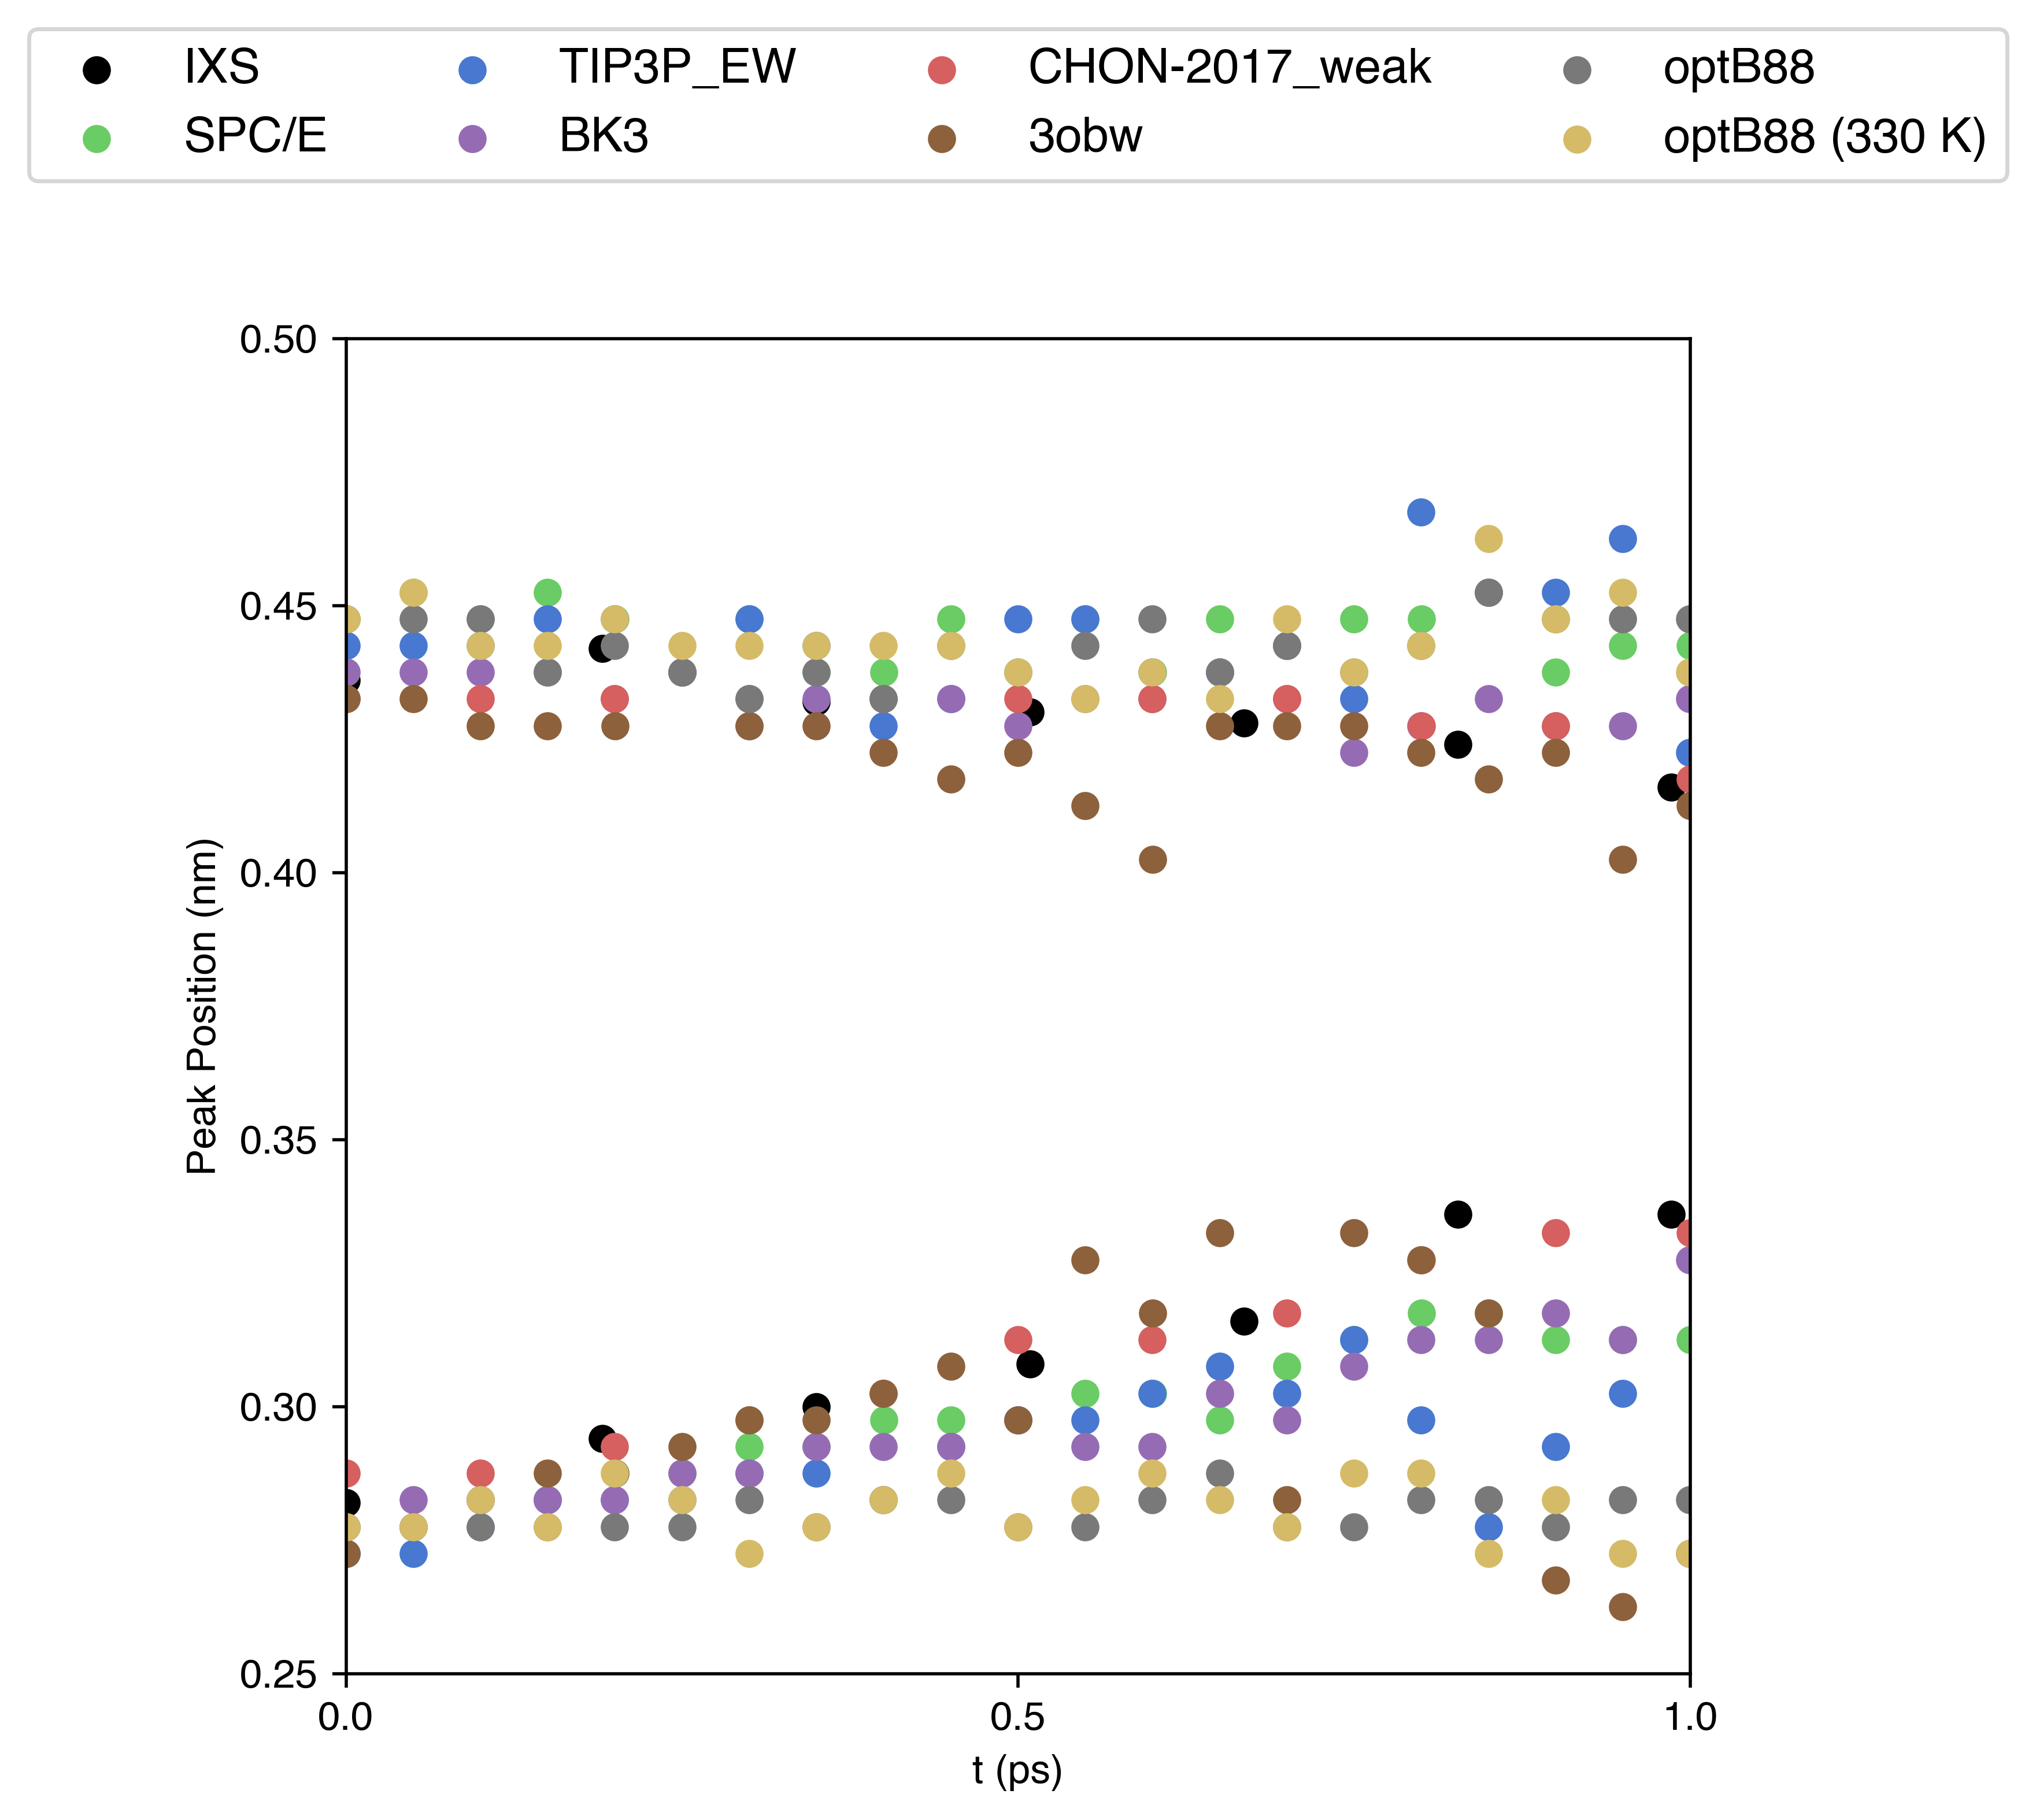 IXS TIP3P_EW CHON-2017_weak optB88
SPC/E BK3 3obw optB88 (330 K)
0.50
0.45
0.40
0.35
0.30
0.25
Peak Position (nm)
0.0 0.5 1.0
t (ps)